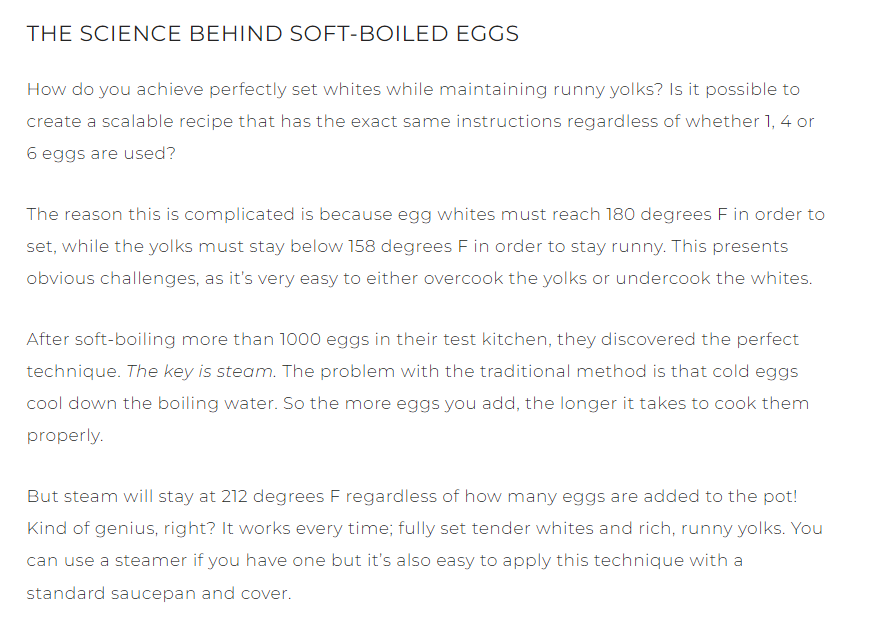 THE SCIENCE BEHIND SOFT-BOILED EGGS
How do you achieve perfectly set whites while maintaining runny yolks? Is it possible to
create a scalable recipe that has the exact same instructions regardless of whether 1, 4 or
6 eggs are used?
The reason this is complicated is because egg whites must reach 180 degrees F in order to
set, while the yolks must stay below 158 degrees F in order to stay runny. This presents
obvious challenges, as it's very easy to either overcook the yolks or undercook the whites.
After soft-boiling more than 1000 eggs in their test kitchen, they discovered the perfect
technique. The key is steam. The problem with the traditional method is that cold eggs
cool down the boiling water. So the more eggs you add, the longer it takes to cook them
properly.
But steam will stay at 212 degrees F regardless of how many eggs are added to the pot!
Kind of genius, right? It works every time; fully set tender whites and rich, runny yolks. You
can use a steamer if you have one but it's also easy to apply this technique with a
standard saucepan and cover.